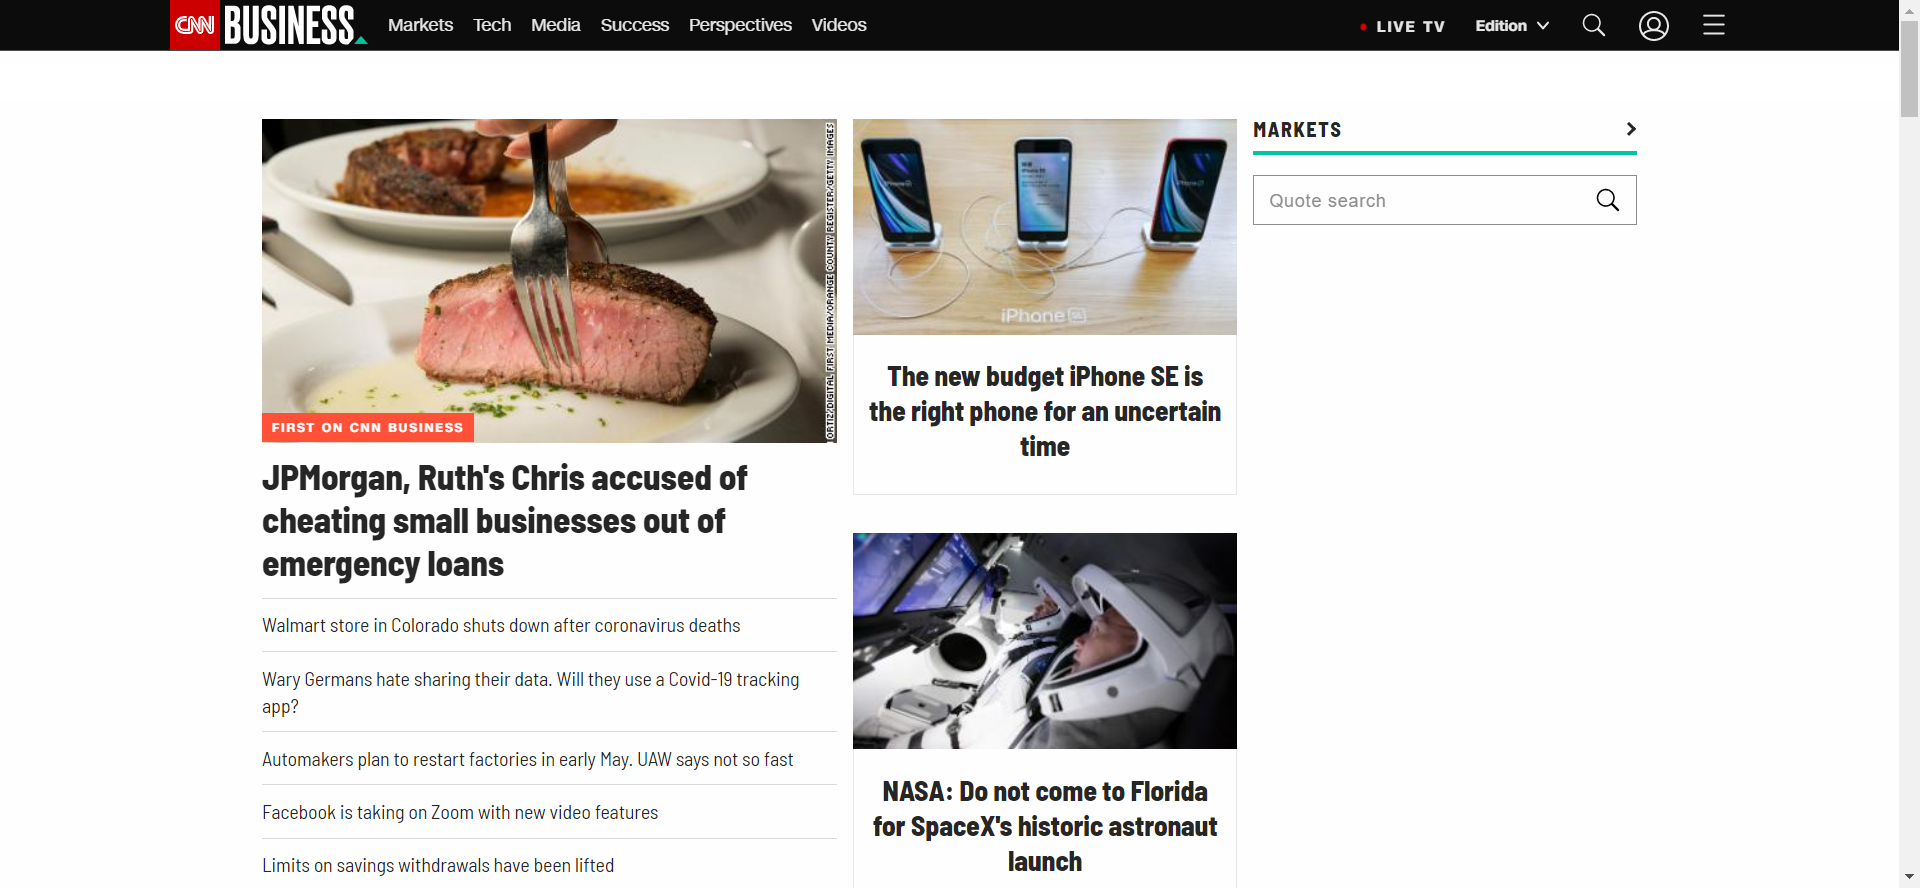 CNN BUSINESS Markets Tech Media Success Perspectives Videos LIVE TV Edition
ORTIZ/DIGITAL FIRST MEDIA/ORANGE COUNTY REGISTER/GETTY IMAGES
FIRST ON CNN BUSINESS
JPMorgan, Ruth's Chris accused of
cheating small businesses out of
emergency loans
Walmart store in Colorado shuts down after coronavirus deaths
Wary Germans hate sharing their data. Will they use a Covid-19 tracking
app?
Automakers plan to restart factories in early May. UAW says not so fast
Facebook is taking on Zoom with new video features
Limits on savings withdrawals have been lifted
iPhone SE
The new budget iPhone SE is
the right phone for an uncertain
time
NASA: Do not come to Florida
for SpaceX's historic astronaut
launch
MARKETS
Quote search